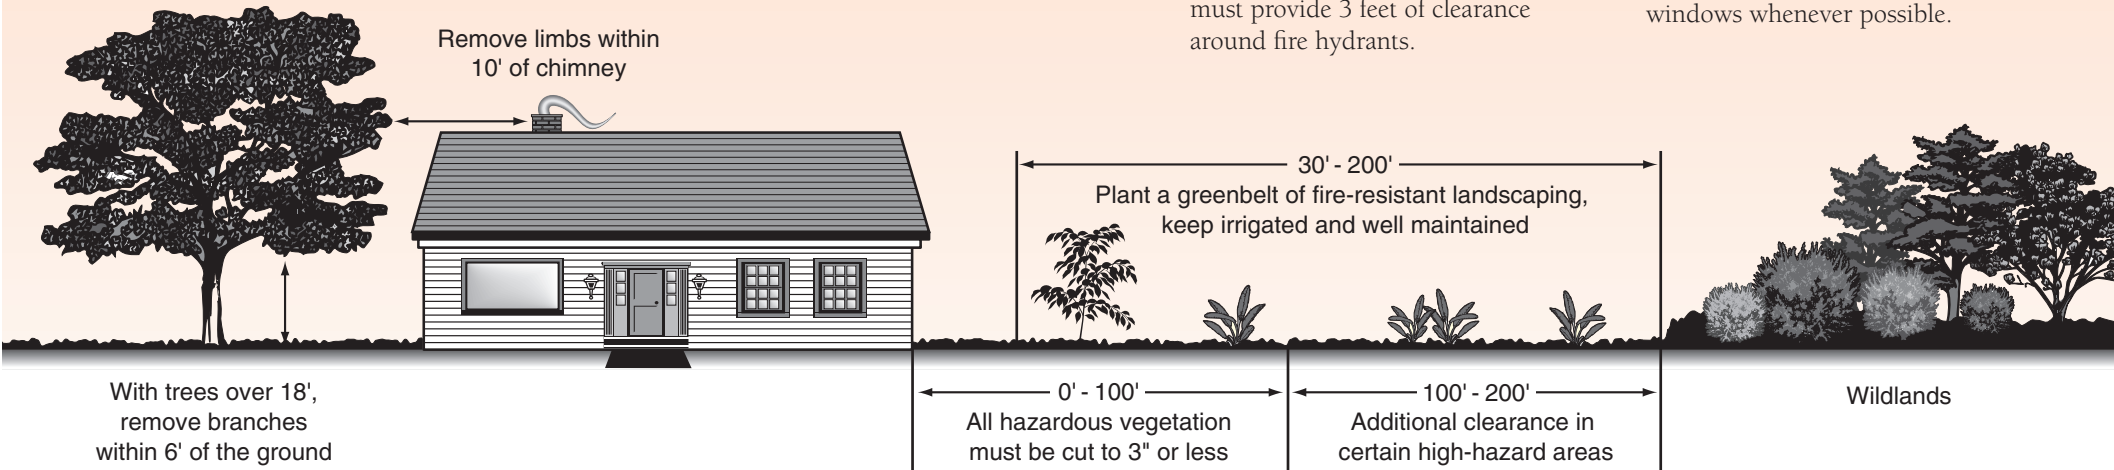 must provide 3 feet of clearance
around fire hydrants.
windows whenever possible.
Remove limbs within
10' of chimney
30' - 200'
Plant a greenbelt of fire-resistant landscaping,
keep irrigated and well maintained
With trees over 18',
remove branches
within 6' of the ground
0' - 100'
All hazardous vegetation
must be cut to 3" or less
100' - 200'
Additional clearance in
certain high-hazard areas
Wildlands